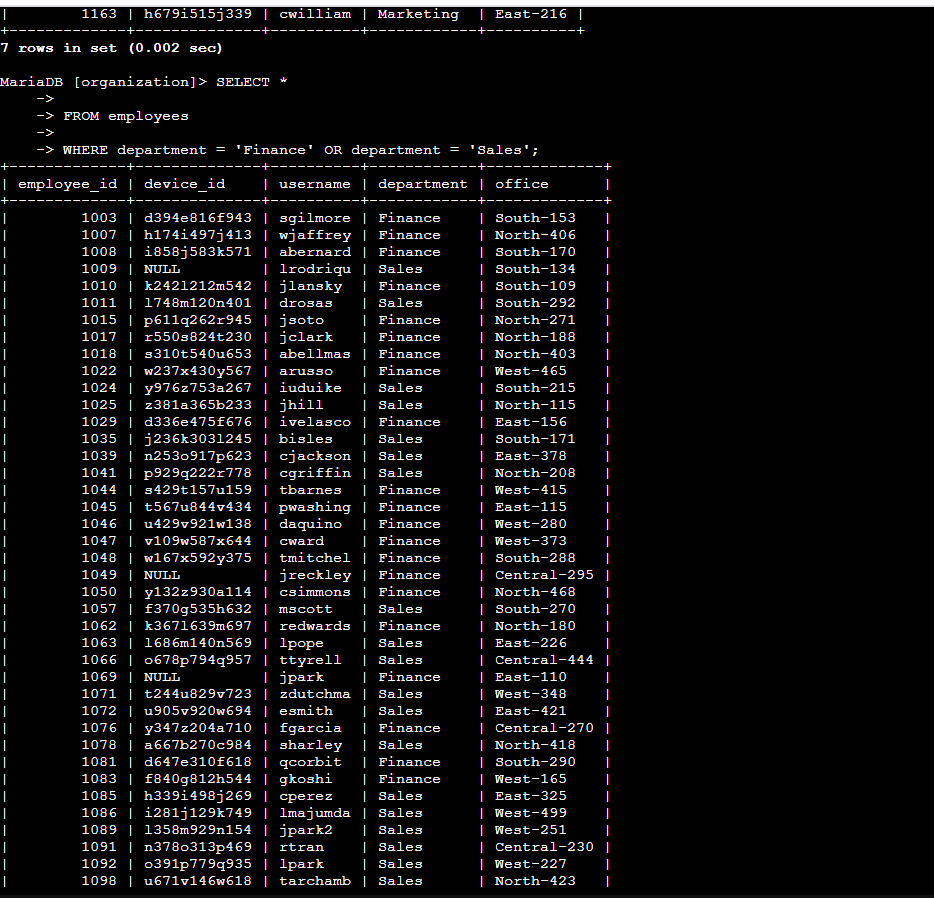 |        1163 | h679i515j339 | cwilliam | Marketing  | East-216 |
+-------------+--------------+----------+------------+----------+
7 rows in set (0.002 sec)
MariaDB [organization]> SELECT *
    ->
    -> FROM employees
    ->
    -> WHERE department = 'Finance' OR department = 'Sales';
+-------------+--------------+----------+------------+-------------+
| employee_id | device_id    | username | department | office      |
+-------------+--------------+----------+------------+-------------+
|        1003 | d394e816f943 | sgilmore | Finance    | South-153   |
|        1007 | h174i497j413 | wjaffrey | Finance    | North-406   |
|        1008 | i858j583k571 | abernard | Finance    | South-170   |
|        1009 | NULL         | lrodriqu | Sales      | South-134   |
|        1010 | k242l212m542 | jlansky  | Finance    | South-109   |
|        1011 | l748m120n401 | drosas   | Sales      | South-292   |
|        1015 | p611q262r945 | jsoto    | Finance    | North-271   |
|        1017 | r550s824t230 | jclark   | Finance    | North-188   |
|        1018 | s310t540u653 | abellmas | Finance    | North-403   |
|        1022 | w237x430y567 | arusso   | Finance    | West-465    |
|        1024 | y976z753a267 | iuduike  | Sales      | South-215   |
|        1025 | z381a365b233 | jhill    | Sales      | North-115   |
|        1029 | d336e475f676 | ivelasco | Finance    | East-156    |
|        1035 | j236k303l245 | bisles   | Sales      | South-171   |
|        1039 | n253o917p623 | cjackson | Sales      | East-378    |
|        1041 | p929q222r778 | cgriffin | Sales      | North-208   |
|        1044 | s429t157u159 | tbarnes  | Finance    | West-415    |
|        1045 | t567u844v434 | pwashing | Finance    | East-115    |
|        1046 | u429v921w138 | daquino  | Finance    | West-280    |
|        1047 | v109w587x644 | cward    | Finance    | West-373    |
|        1048 | w167x592y375 | tmitchel | Finance    | South-288   |
|        1049 | NULL         | jreckley | Finance    | Central-295 |
|        1050 | y132z930a114 | csimmons | Finance    | North-468   |
|        1057 | f370g535h632 | mscott   | Sales      | South-270   |
|        1062 | k367l639m697 | redwards | Finance    | North-180   |
|        1063 | l686m140n569 | lpope    | Sales      | East-226    |
|        1066 | o678p794q957 | ttyrell  | Sales      | Central-444 |
|        1069 | NULL         | jpark    | Finance    | East-110    |
|        1071 | t244u829v723 | zdutchma | Sales      | West-348    |
|        1072 | u905v920w694 | esmith   | Sales      | East-421    |
|        1076 | y347z204a710 | fgarcia  | Finance    | Central-270 |
|        1078 | a667b270c984 | sharley  | Sales      | North-418   |
|        1081 | d647e310f618 | qcorbit  | Finance    | South-290   |
|        1083 | f840g812h544 | gkoshi   | Finance    | West-165    |
|        1085 | h339i498j269 | cperez   | Sales      | East-325    |
|        1086 | i281j129k749 | lmajumda | Sales      | West-499    |
|        1089 | l358m929n154 | jpark2   | Sales      | West-251    |
|        1091 | n378o313p469 | rtran    | Sales      | Central-230 |
|        1092 | o391p779q935 | lpark    | Sales      | West-227    |
|        1098 | u671v146w618 | tarchamb | Sales      | North-423   |